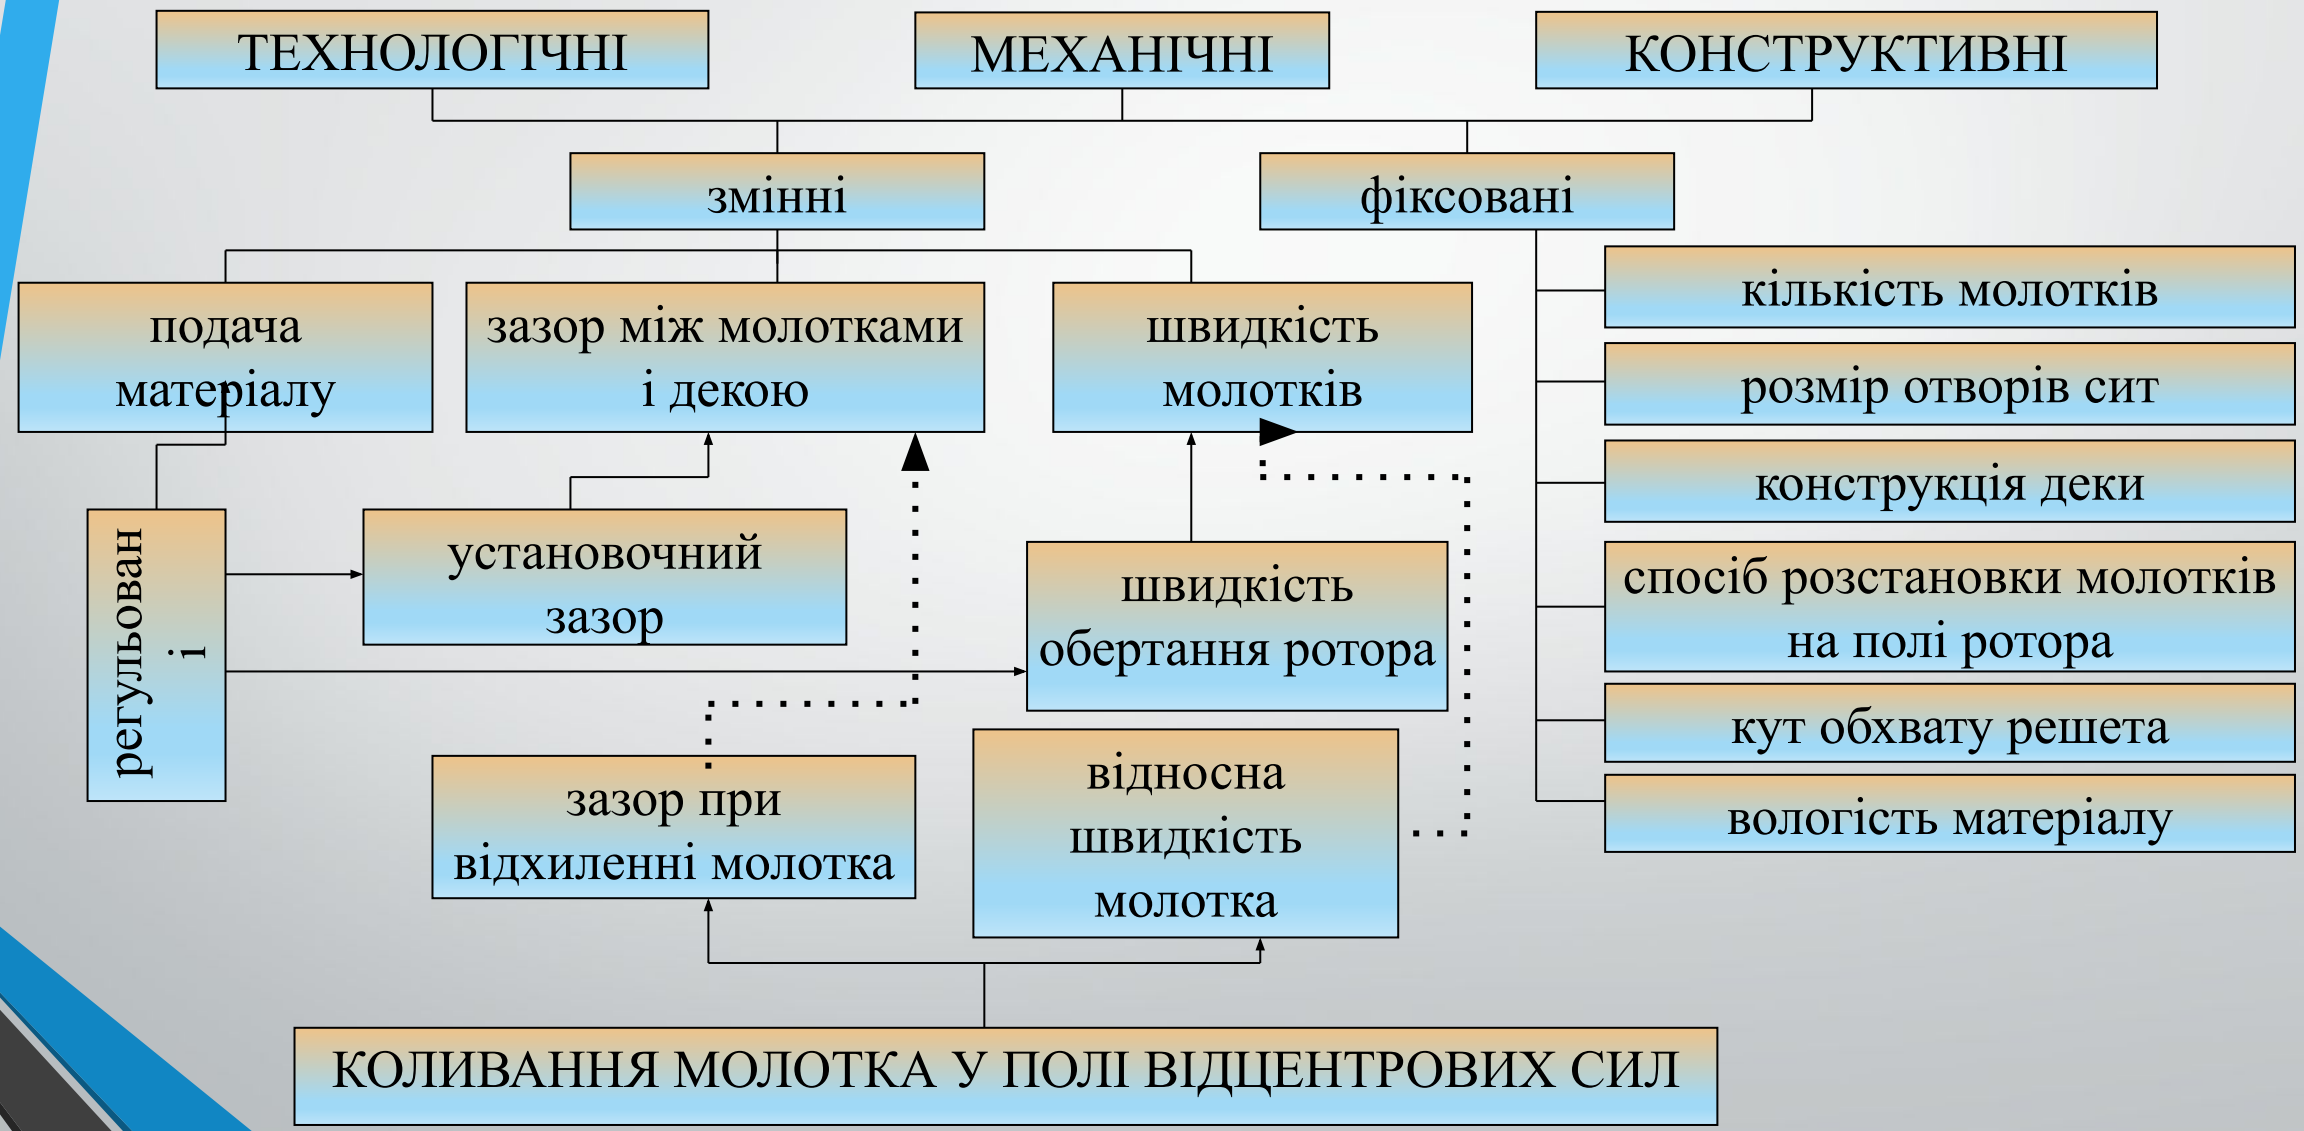 ТЕХНОЛОГІЧНІ
МЕХАНІЧНІ
КОНСТРУКТИВНІ
змінні
фіксовані
подача
матеріалу
зазор між молотками
і декою
швидкість
молотків
кількість молотків
розмір отворів сит
конструкція деки
спосіб розстановки молотків
на полі ротора
кут обхвату решета
вологість матеріалу
регульован
і
установочний
зазор
швидкість
обертання ротора
зазор при
відхиленні молотка
відносна
швидкість
молотка
КОЛИВАННЯ МОЛОТКА У ПОЛІ ВІДЦЕНТРОВИХ СИЛ